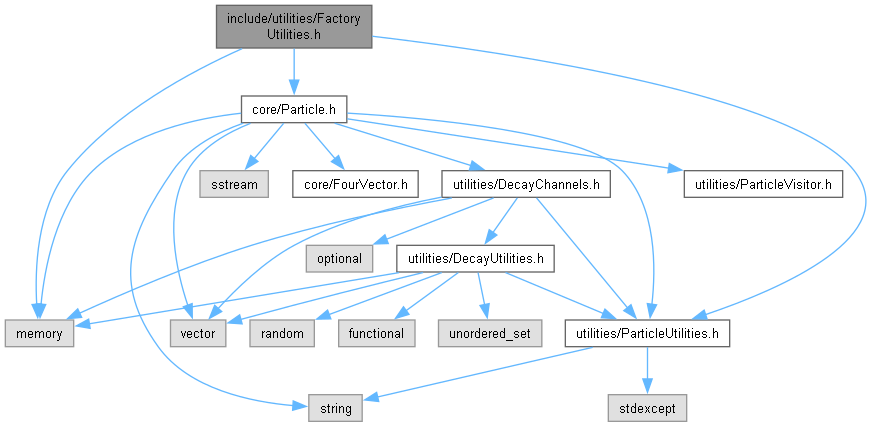 include/utilities/Factory
Utilities.h
core/Particle.h
sstream
core/FourVector.h
utilities/DecayChannels.h
utilities/ParticleVisitor.h
optional
utilities/DecayUtilities.h
memory
vector
random
functional
unordered_set
utilities/ParticleUtilities.h
string
stdexcept